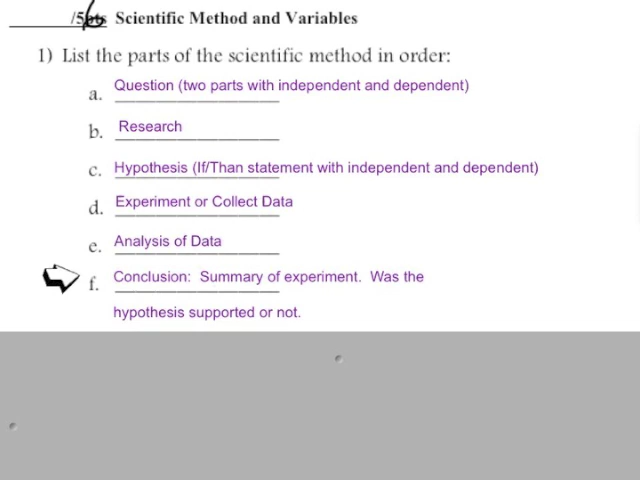 /5pts 6 Scientific Method and Variables
1) List the parts of the scientific method in order:
a. Question (two parts with independent and dependent)
b. Research
c. Hypothesis (If/Than statement with independent and dependent)
d. Experiment or Collect Data
e. Analysis of Data
f. Conclusion: Summary of experiment. Was the
hypothesis supported or not.